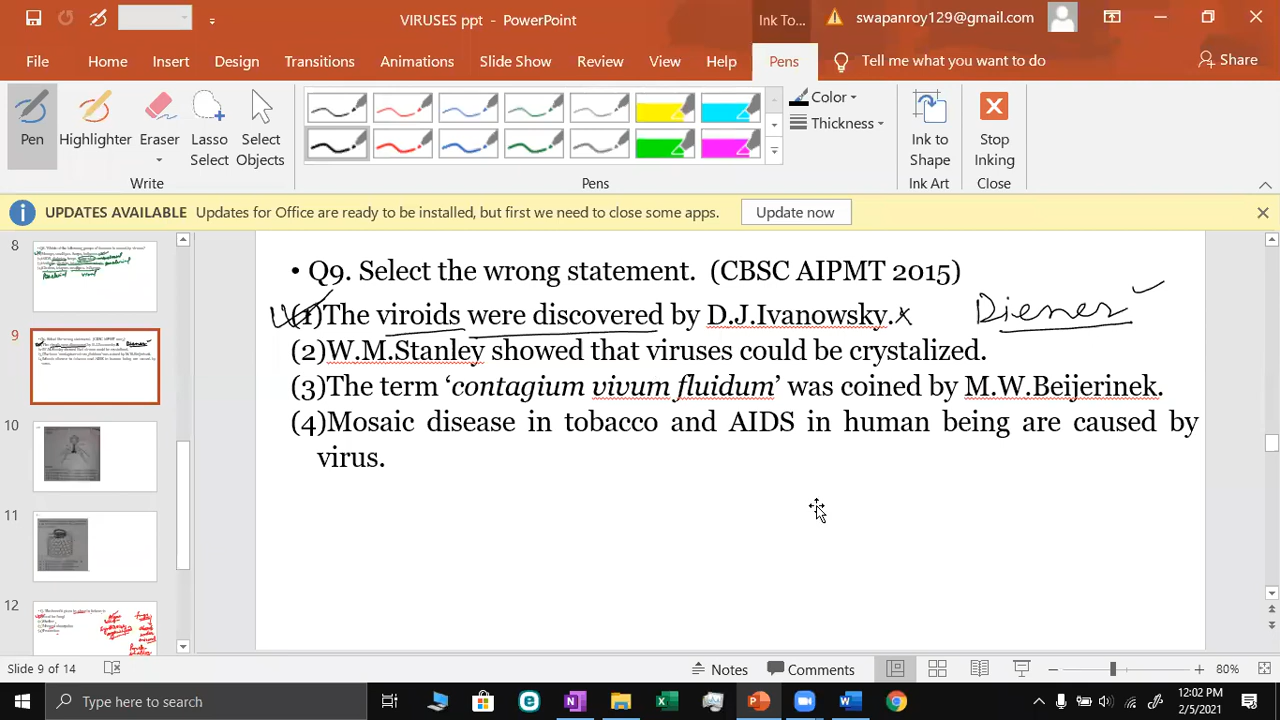 VIRUSES ppt - PowerPoint
Ink To...
swapanroy129@gmail.com
File Home Insert Design Transitions Animations Slide Show Review View Help Pens Tell me what you want to do Share
Pen Highlighter Eraser Lasso Select Select Objects Color Thickness Ink to Shape Stop Inking
Write Pens Ink Art Close
UPDATES AVAILABLE Updates for Office are ready to be installed, but first we need to close some apps. Update now
8
9
10
11
12
• Q9. Select the wrong statement. (CBSC AIPMT 2015)
(1)The viroids were discovered by D.J.Ivanowsky.x Dienes
(2)W.M.Stanley showed that viruses could be crystalized.
(3)The term ‘contagium vivum fluidum’ was coined by M.W.Beijerinek.
(4)Mosaic disease in tobacco and AIDS in human being are caused by
virus.
Slide 9 of 14 Notes Comments 80%
Type here to search
12:02 PM
2/5/2021